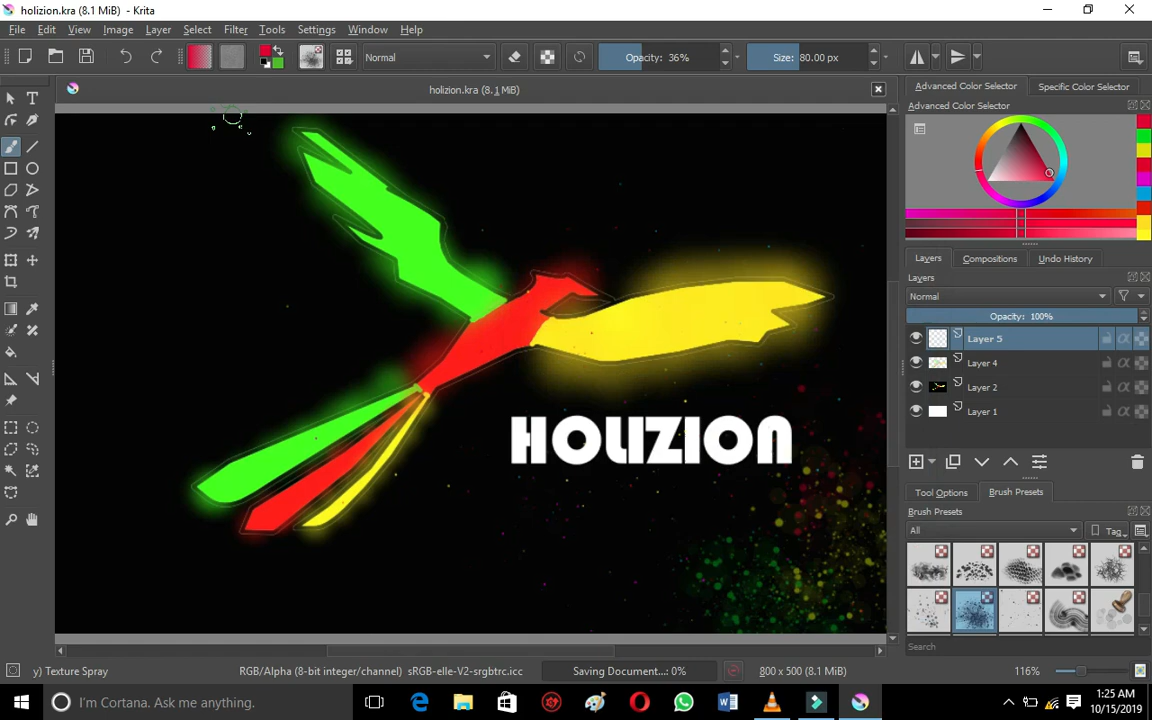 holizion.kra (8.1 MiB) - Krita
File Edit View Image Layer Select Filter Tools Settings Window Help
Normal
Opacity: 36%
Size: 80.00 px
holizion.kra (8.1 MiB)
Advanced Color Selector
Specific Color Selector
Advanced Color Selector
Layers
Compositions
Undo History
Layers
Normal
Opacity: 100%
Layer 5
Layer 4
Layer 2
Layer 1
HOLIZION
Tool Options
Brush Presets
Brush Presets
All
Tag
Search
y) Texture Spray
RGB/Alpha (8-bit integer/channel) sRGB-elle-V2-srgbtrc.icc
Saving Document...: 0%
800 x 500 (8.1 MiB)
116%
I'm Cortana. Ask me anything.
1:25 AM
10/15/2019